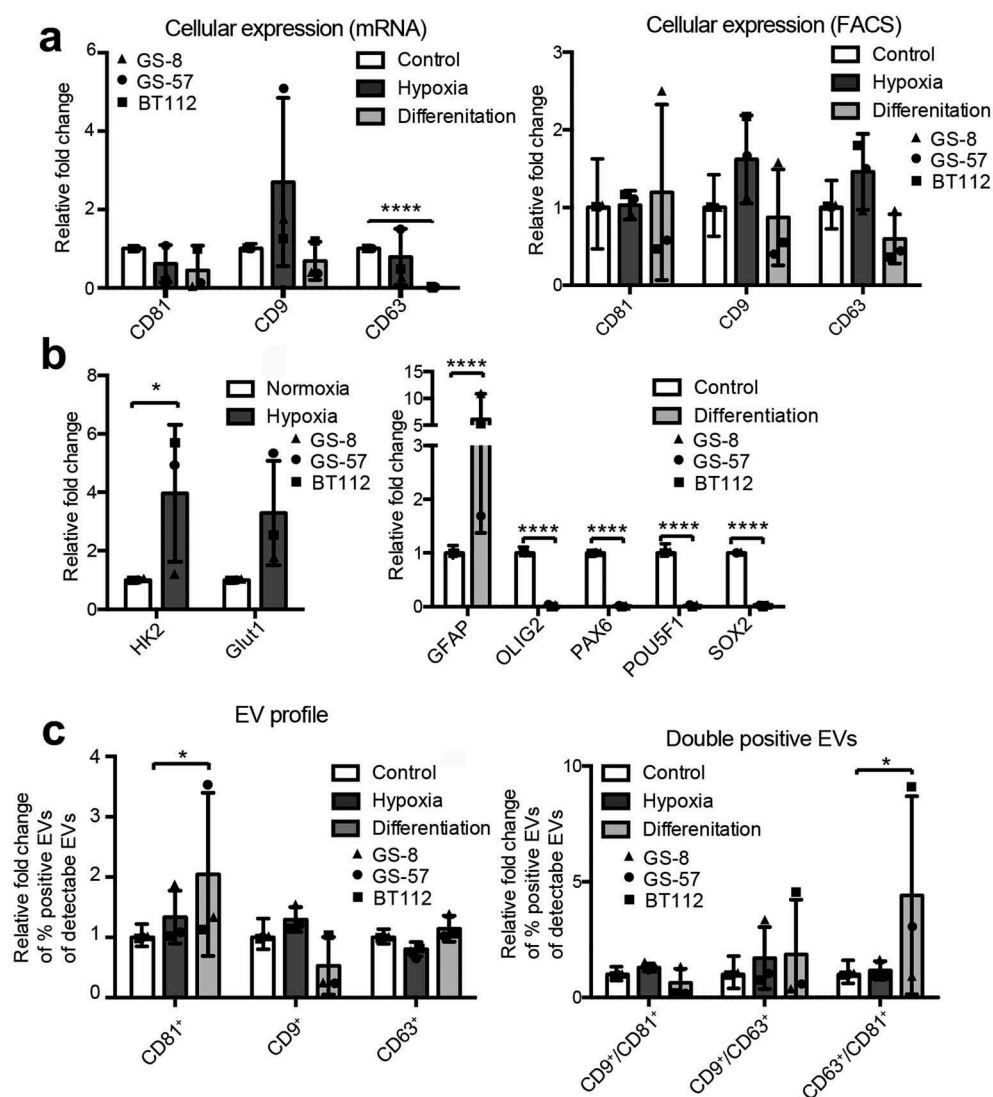 a
Cellular expression (mRNA)
Relative fold change
6
4
2
0
GS-8
GS-57
BT112
Control
Hypoxia
Differenitation
****
CD81
CD9
CD63
Cellular expression (FACS)
Relative fold change
3
2
1
0
Control
Hypoxia
Differenitation
GS-8
GS-57
BT112
CD81
CD9
CD63
b
Relative fold change
8
6
4
2
0
*
Normoxia
Hypoxia
GS-8
GS-57
BT112
HK2
Glut1
Relative fold change
15
10
5
1
0
****
****
****
****
****
Control
Differentiation
GS-8
GS-57
BT112
GFAP
OLIG2
PAX6
POU5F1
SOX2
c
EV profile
Relative fold change
of % positive EVs
of detectabe EVs
4
3
2
1
0
*
Control
Hypoxia
Differentiation
GS-8
GS-57
BT112
CD81+
CD9+
CD63+
Double positive EVs
Relative fold change
of % positive EVs
of detectabe EVs
10
5
0
*
Control
Hypoxia
Differenitation
GS-8
GS-57
BT112
CD9+/CD81+
CD9+/CD63+
CD63+/CD81+